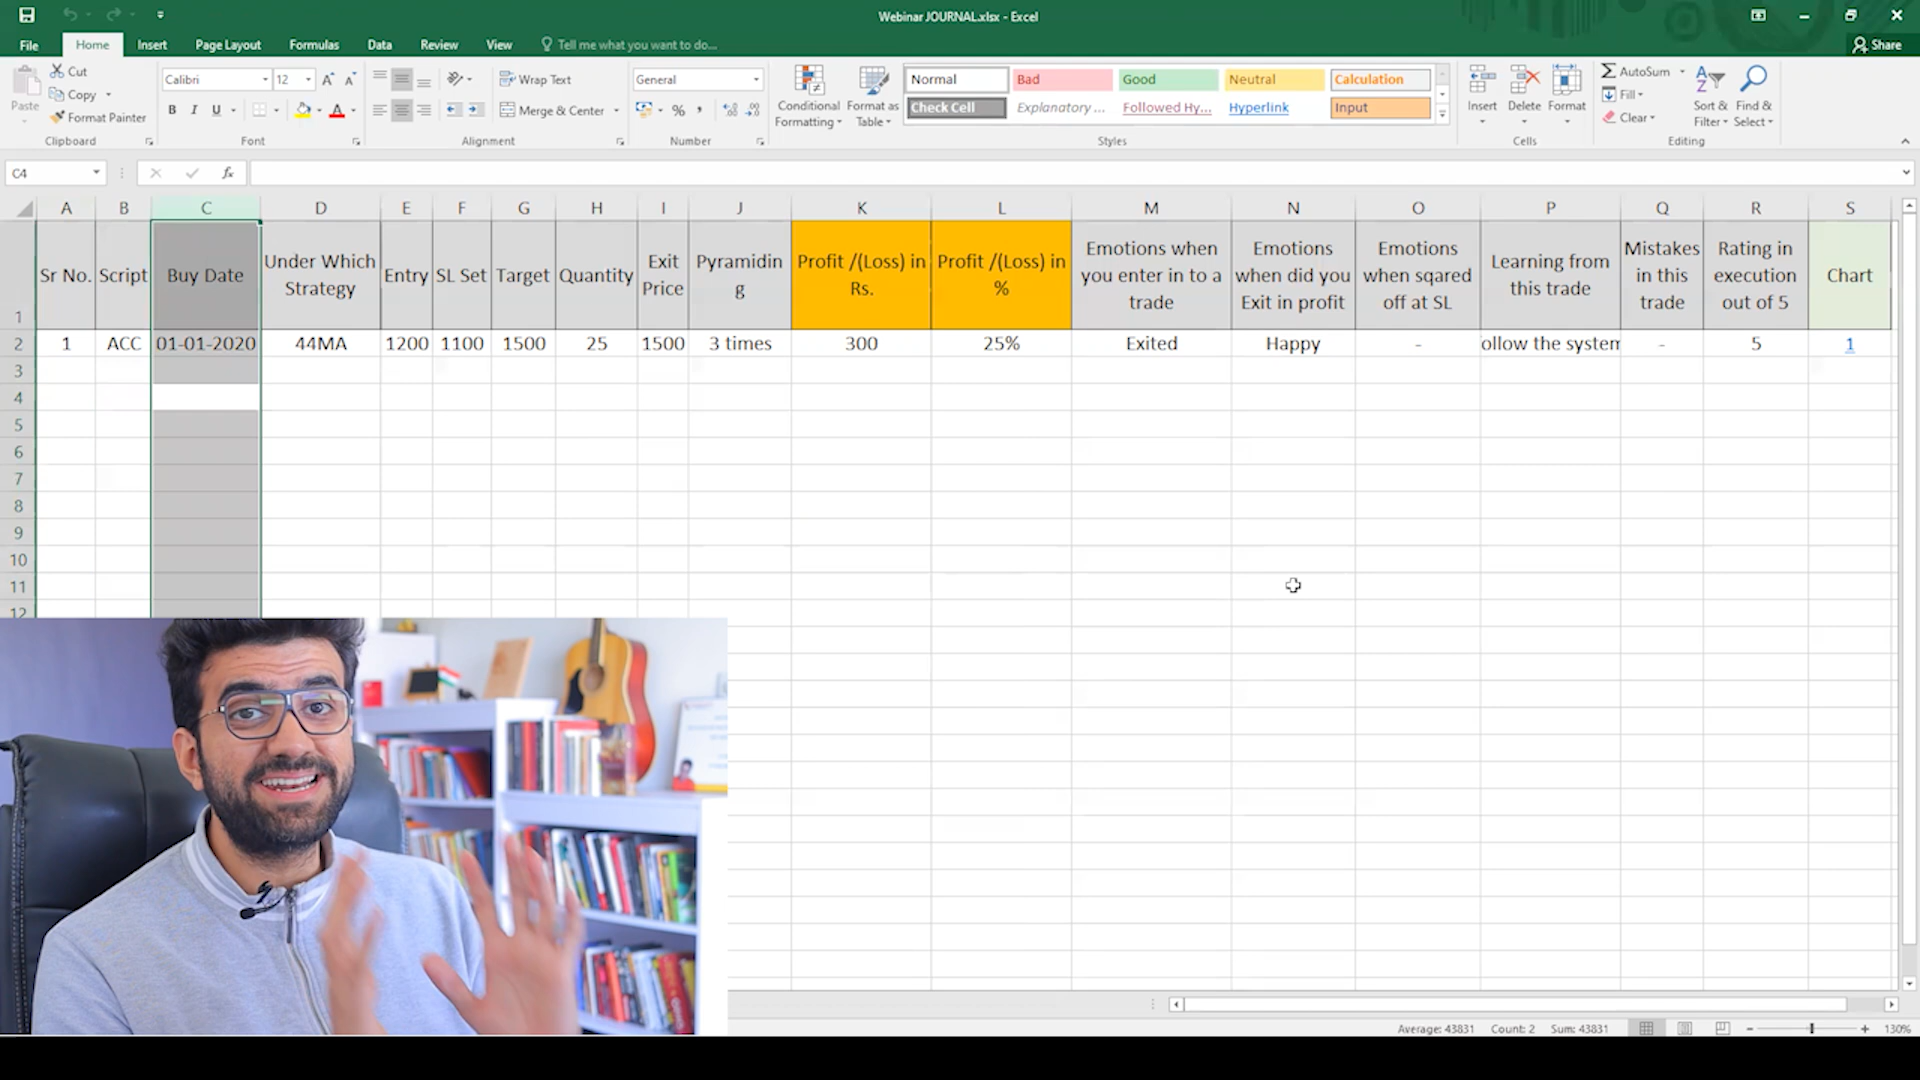 Webinar JOURNAL.xlsx - Excel
File Home Insert Page Layout Formulas Data Review View Tell me what you want to do... Share
Cut
Copy
Format Painter
Paste
Clipboard
Calibri 12
B I U
Font
Wrap Text
Merge & Center
Alignment
General
%
Number
Conditional Formatting
Format as Table
Normal Bad Good Neutral Calculation
Check Cell Explanatory ... Followed Hy... Hyperlink Input
Styles
Insert Delete Format
Cells
AutoSum
Fill
Clear
Sort & Filter
Find & Select
Editing
C4 fx
A B C D E F G H I J K L M N O P Q R S
1 Sr No. Script Buy Date Under Which Strategy Entry SL Set Target Quantity Exit Price Pyramiding Profit /(Loss) in Rs. Profit /(Loss) in % Emotions when you enter in to a trade Emotions when did you Exit in profit Emotions when sqared off at SL Learning from this trade Mistakes in this trade Rating in execution out of 5 Chart
2 1 ACC 01-01-2020 44MA 1200 1100 1500 25 1500 3 times 300 25% Exited Happy - ollow the system - 5 1
3
4
5
6
7
8
9
10
11
12
Average: 43831 Count: 2 Sum: 43831 130%